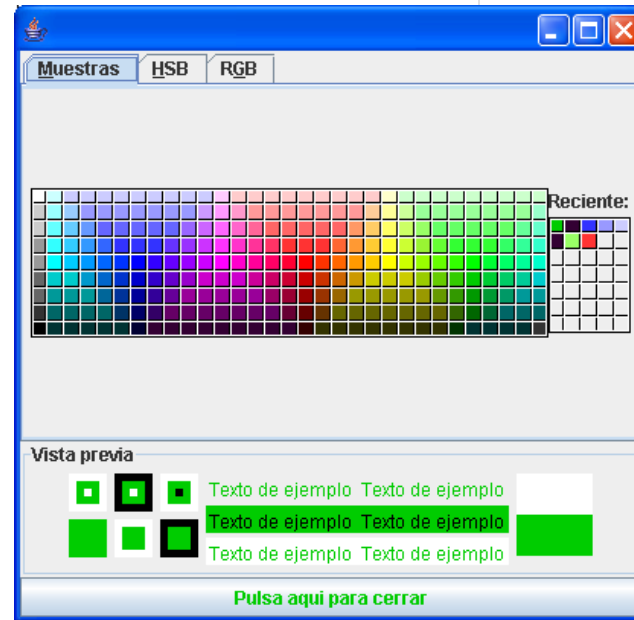 Muestras HSB RGB
Reciente:
Vista previa
Texto de ejemplo Texto de ejemplo
Texto de ejemplo Texto de ejemplo
Texto de ejemplo Texto de ejemplo
Pulsa aqui para cerrar